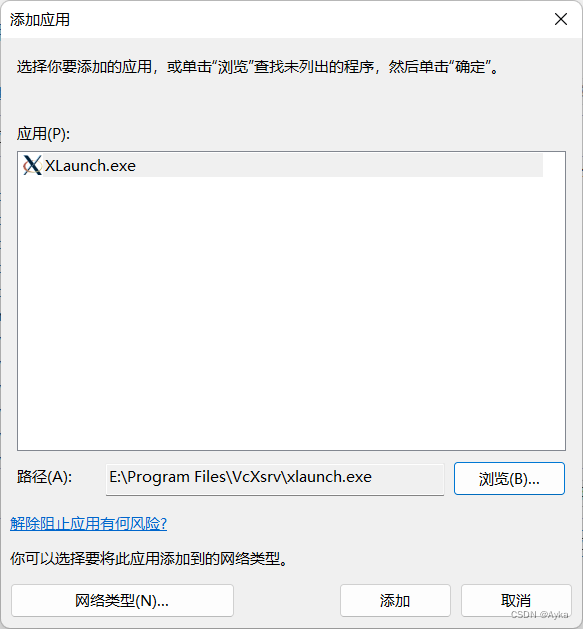 添加应用
选择你要添加的应用，或单击“浏览”查找未列出的程序，然后单击“确定”。
应用(P):
XLaunch.exe
路径(A):
E:\Program Files\VcXsrv\xlaunch.exe
浏览(B)...
解除阻止应用有何风险?
你可以选择要将此应用添加到的网络类型。
网络类型(N)...
添加
取消
CSDN @Ayka